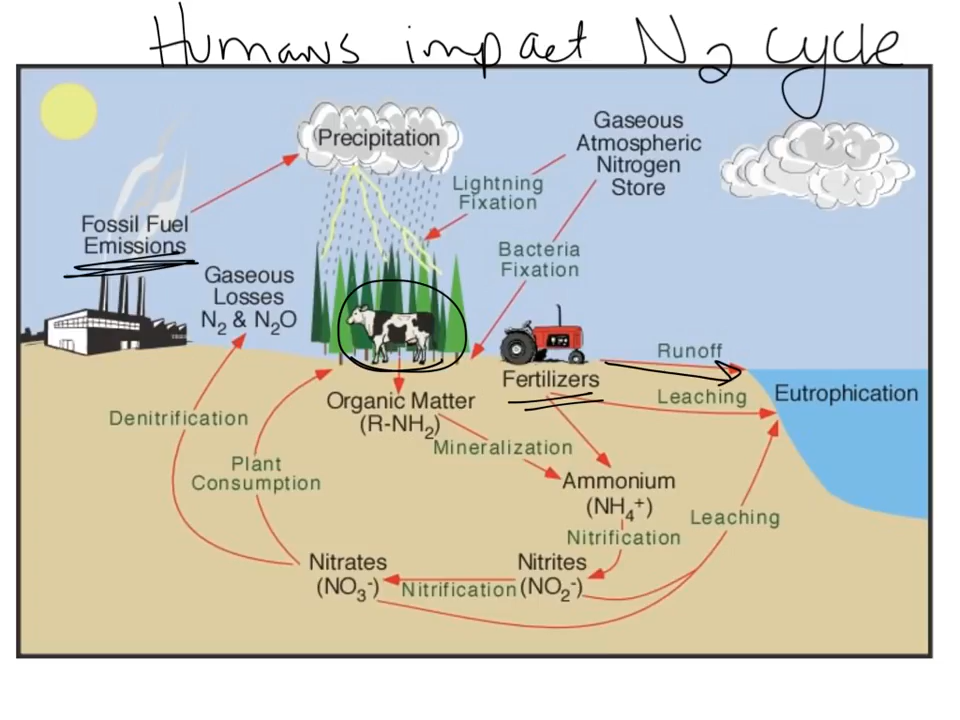 Humans impact N2 cycle
Precipitation
Gaseous
Atmospheric
Nitrogen
Store
Lightning
Fixation
Fossil Fuel
Emissions
Bacteria
Fixation
Gaseous
Losses
N2 & N2O
Runoff
Fertilizers
Eutrophication
Leaching
Organic Matter
(R-NH2)
Denitrification
Mineralization
Plant
Consumption
Ammonium
(NH4+)
Leaching
Nitrification
Nitrates
(NO3-)
Nitrification
Nitrites
(NO2-)